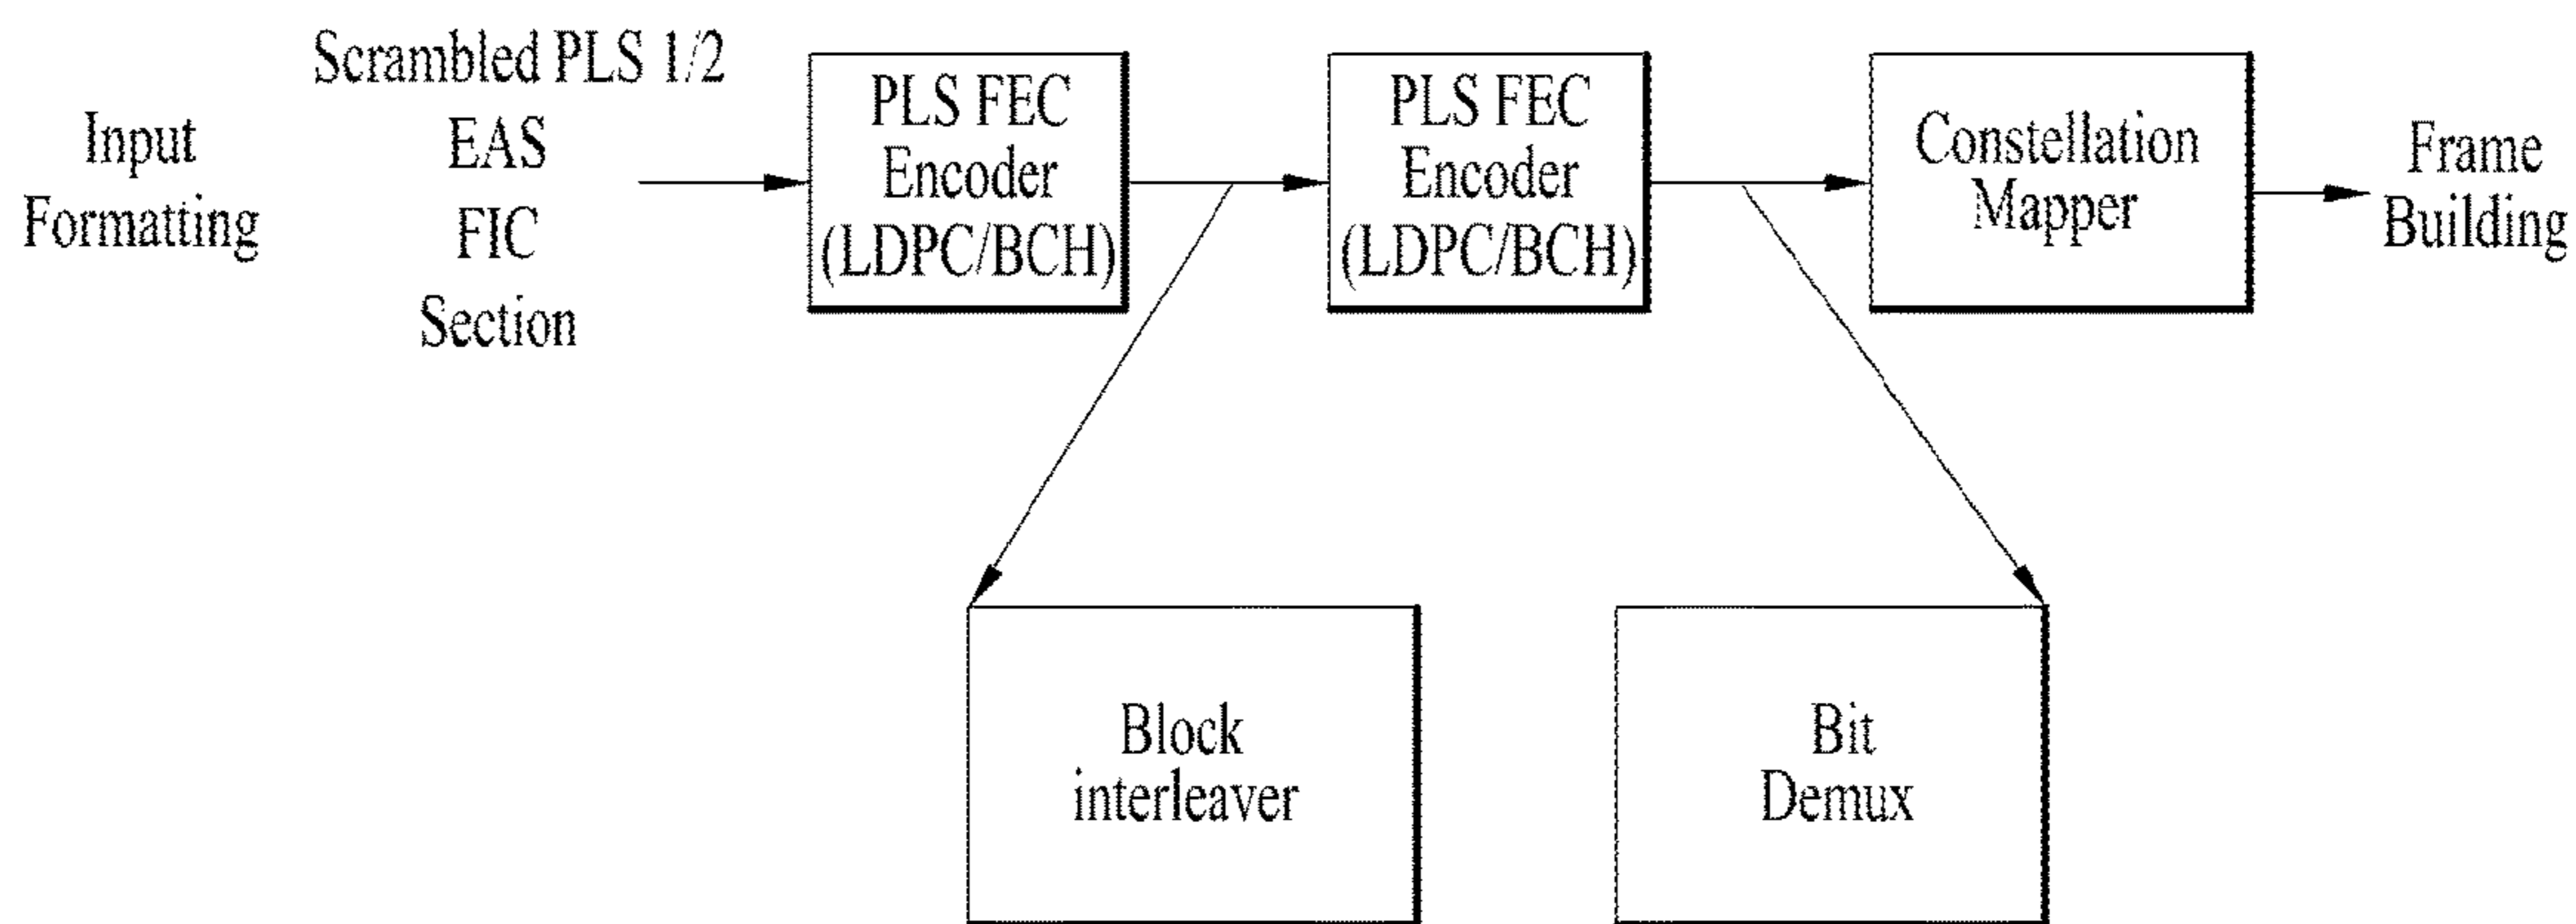 Input
Formatting
Scrambled PLS 1/2
EAS
FIC
Section
PLS FEC
Encoder
(LDPC/BCH)
PLS FEC
Encoder
(LDPC/BCH)
Constellation
Mapper
Frame
Building
Block
interleaver
Bit
Demux